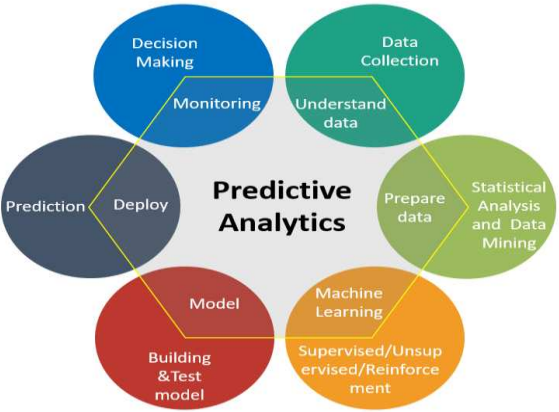 Decision
Making
Monitoring
Data
Collection
Understand
data
Prediction
Deploy
Predictive
Analytics
Prepare
data
Statistical
Analysis
and Data
Mining
Model
Building
&Test
model
Machine
Learning
Supervised/Unsup
ervised/Reinforce
ment